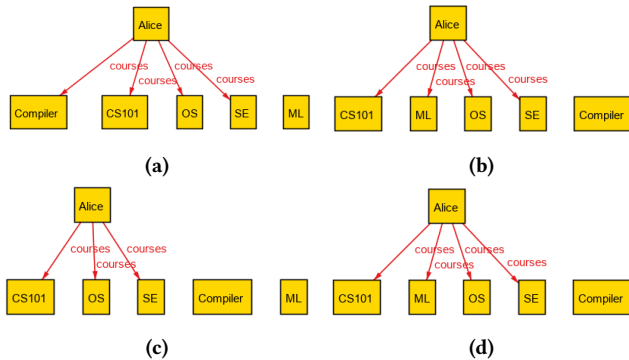 Alice
courses
courses courses
courses
Compiler CS101 OS SE ML
(a)
Alice
courses courses
courses
courses
CS101 ML OS SE Compiler
(b)
Alice
courses courses
courses
CS101 OS SE Compiler ML
(c)
Alice
courses courses
courses
courses
CS101 ML OS SE Compiler
(d)